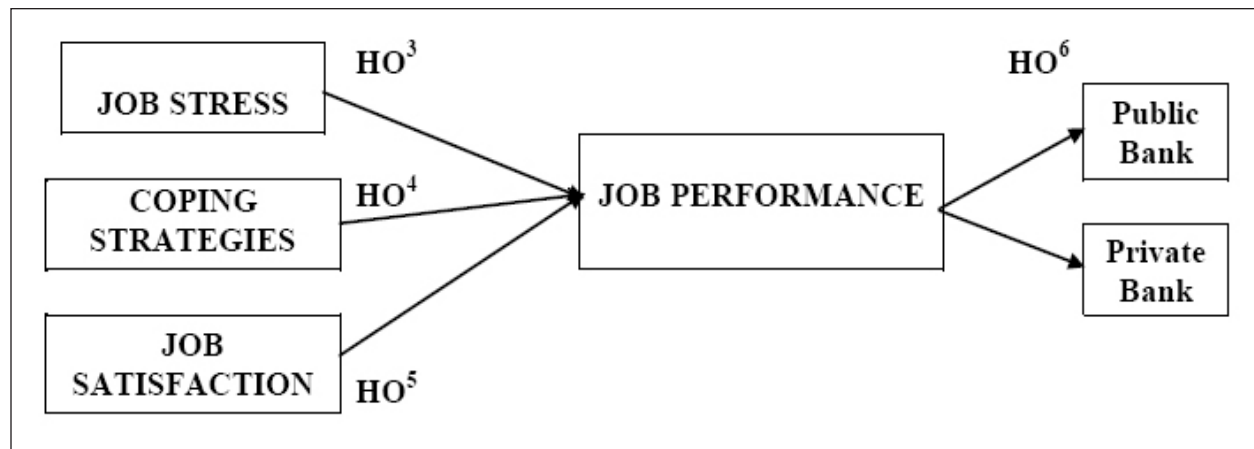 HO³
JOB STRESS
HO⁴
COPING
STRATEGIES
JOB
SATISFACTION
HO⁵
JOB PERFORMANCE
HO⁶
Public
Bank
Private
Bank